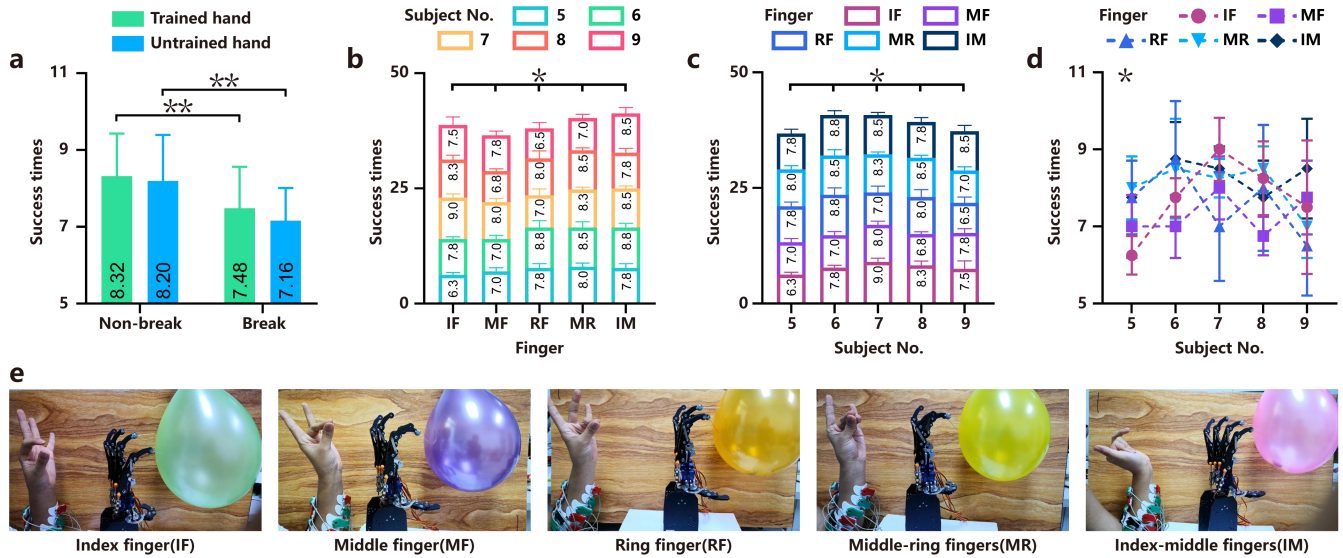 Trained hand
Untrained hand
a
Success times
11
9
7
5
** **
8.32 8.20 7.48 7.16
Non-break Break
Subject No. 5 6
7 8 9
b
Success times
50
25
0
*
7.5 7.8 6.5 7.0 8.5
8.3 6.8 8.0 8.5 7.8
9.0 8.0 7.0 8.3 8.5
7.8 7.0 8.8 8.5 8.8
6.3 7.0 7.8 8.0 7.8
IF MF RF MR IM
Finger
Finger IF MF
RF MR IM
c
Success times
50
25
0
*
7.8 8.8 8.5 7.8 8.5
8.0 8.5 8.3 8.5 7.0
7.8 8.8 7.0 8.0 6.5
7.0 7.0 8.0 6.8 7.8
6.3 7.8 9.0 8.3 7.5
5 6 7 8 9
Subject No.
Finger IF MF
RF MR IM
d
Success times
11
9
7
5
*
5 6 7 8 9
Subject No.
e
Index finger(IF) Middle finger(MF) Ring finger(RF) Middle-ring fingers(MR) Index-middle fingers(IM)